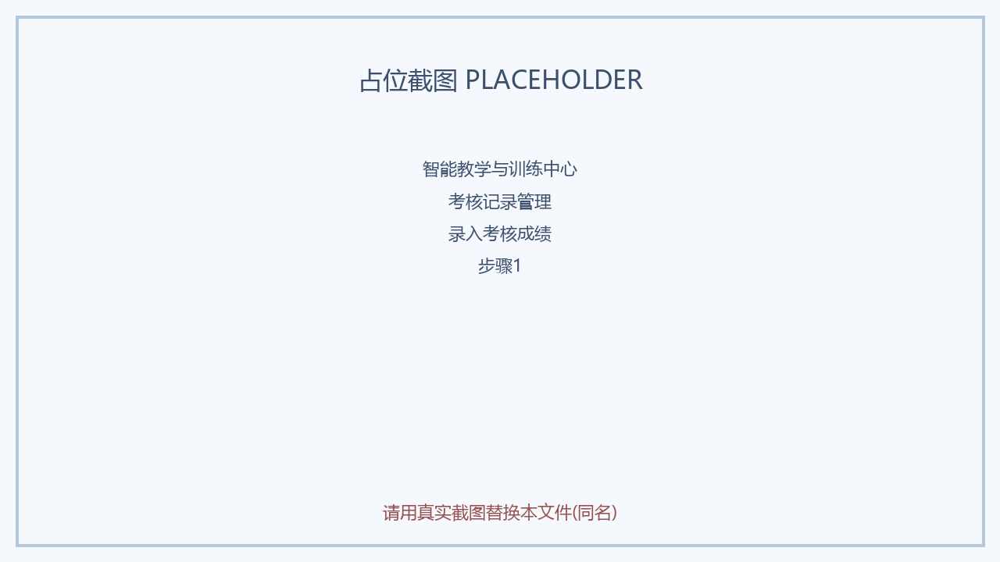 占位截图 PLACEHOLDER
智能教学与训练中心
考核记录管理
录入考核成绩
步骤1
请用真实截图替换本文件(同名)